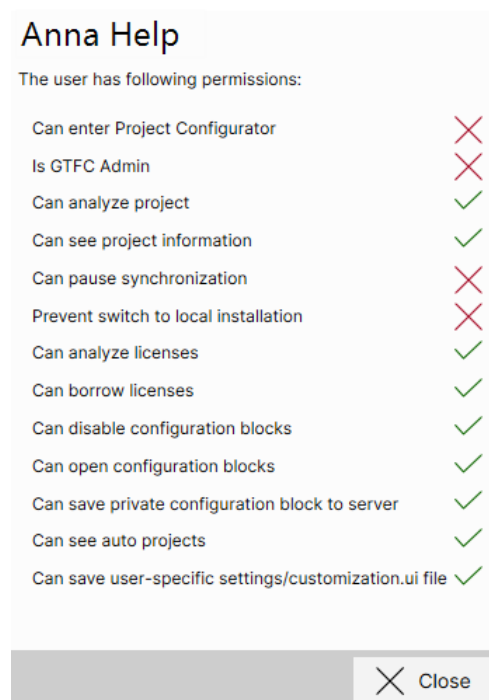 Anna Help
The user has following permissions:
Can enter Project Configurator
Is GTFC Admin
Can analyze project
Can see project information
Can pause synchronization
Prevent switch to local installation
Can analyze licenses
Can borrow licenses
Can disable configuration blocks
Can open configuration blocks
Can save private configuration block to server
Can see auto projects
Can save user-specific settings/customization.ui file
Close